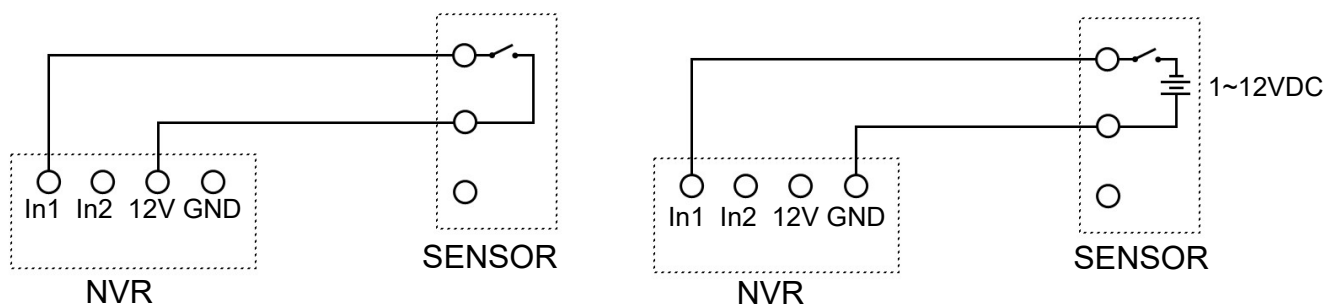 1~12VDC
In1 In2 12V GND
SENSOR
NVR
In1 In2 12V GND
SENSOR
NVR